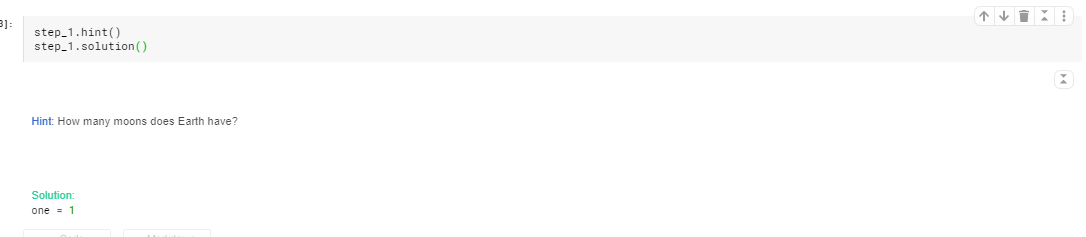 3]:
step_1.hint()
step_1.solution()
Hint: How many moons does Earth have?
Solution:
one = 1